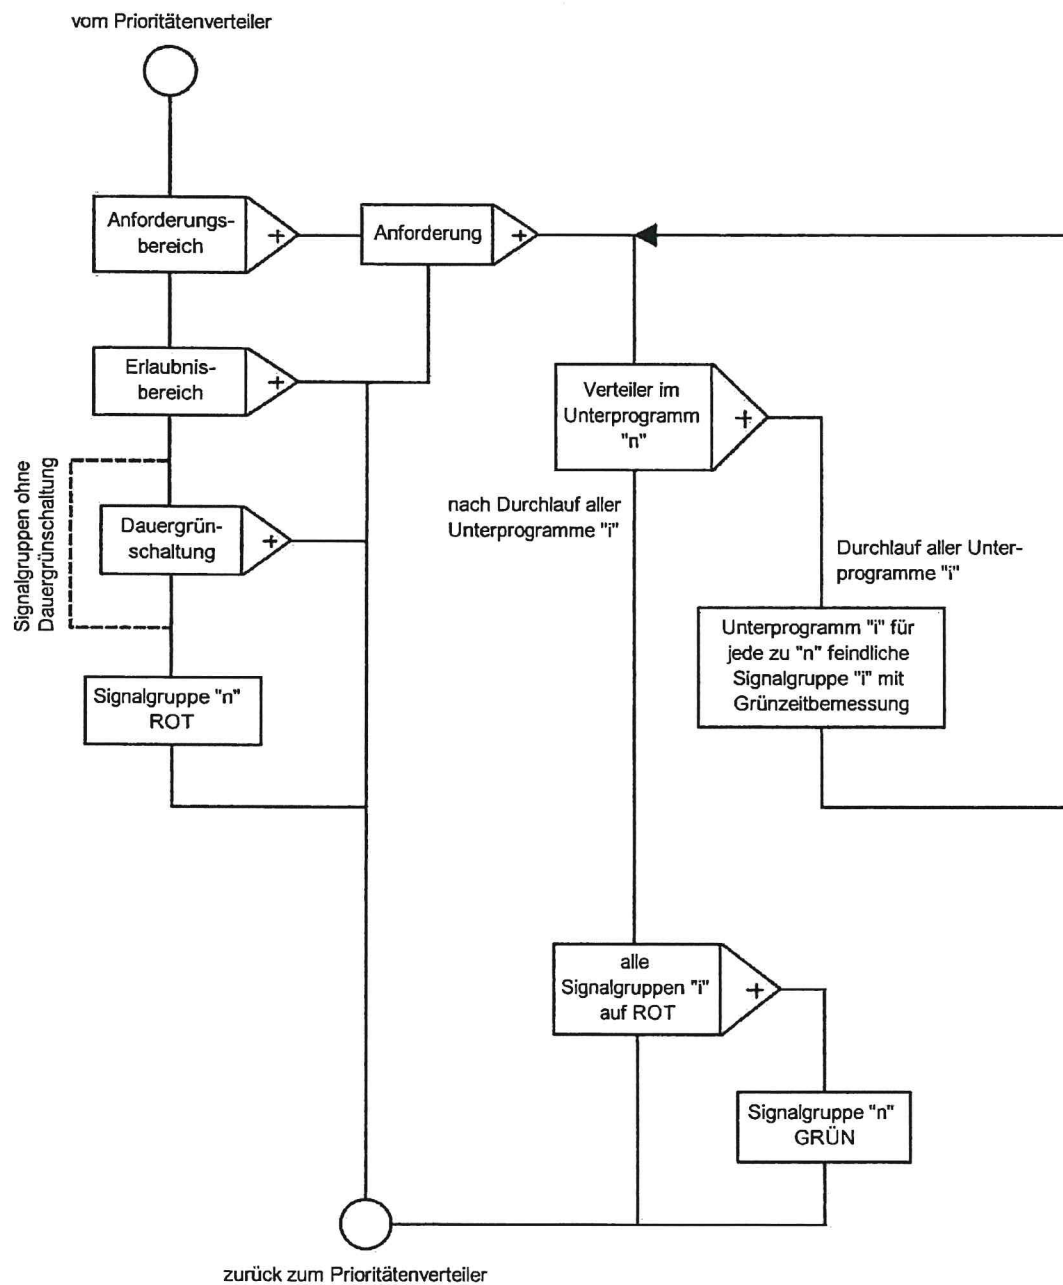 vom Prioritätenverteiler
Anforderungs-
bereich
+
Anforderung
+
Erlaubnis-
bereich
+
Verteiler im
Unterprogramm
"n"
+
Signalgruppen ohne
Dauergrünschaltung
Dauergrün-
schaltung
+
nach Durchlauf aller
Unterprogramme "i"
Durchlauf aller Unter-
programme "i"
Unterprogramm "i" für
jede zu "n" feindliche
Signalgruppe "i" mit
Grünzeitbemessung
Signalgruppe "n"
ROT
alle
Signalgruppen "i"
auf ROT
+
Signalgruppe "n"
GRÜN
zurück zum Prioritätenverteiler